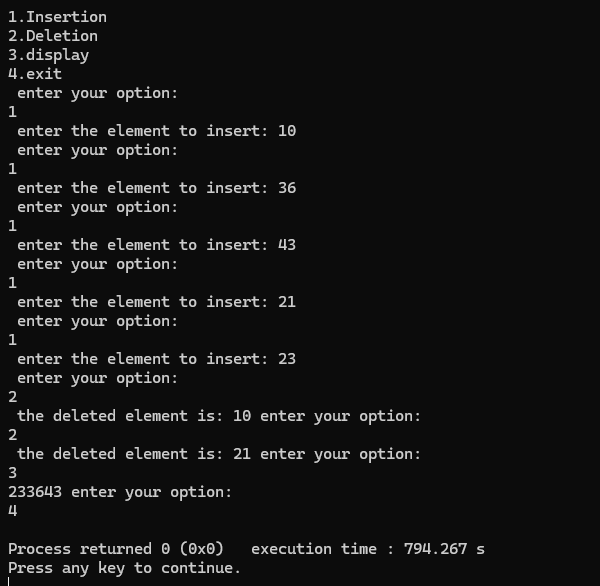 1.Insertion
2.Deletion
3.display
4.exit
 enter your option:
1
 enter the element to insert: 10
 enter your option:
1
 enter the element to insert: 36
 enter your option:
1
 enter the element to insert: 43
 enter your option:
1
 enter the element to insert: 21
 enter your option:
1
 enter the element to insert: 23
 enter your option:
2
 the deleted element is: 10 enter your option:
2
 the deleted element is: 21 enter your option:
3
233643 enter your option:
4

Process returned 0 (0x0)   execution time : 794.267 s
Press any key to continue.